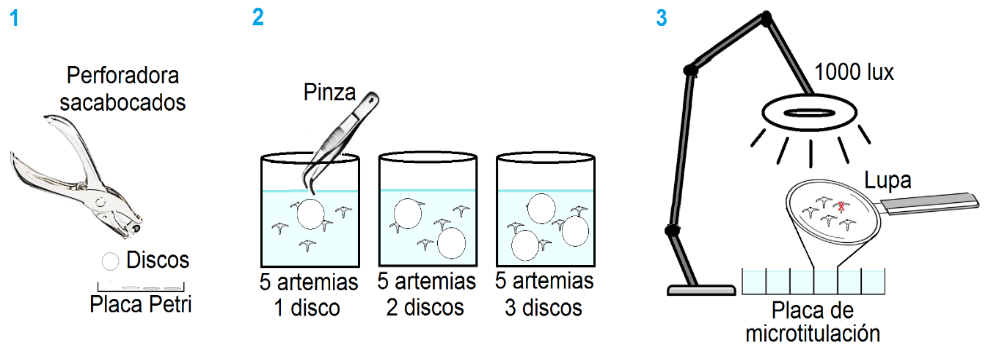 1
Perforadora
sacabocados
Discos
Placa Petri
2
Pinza
5 artemias
1 disco
5 artemias
2 discos
5 artemias
3 discos
3
1000 lux
Lupa
Placa de
microtitulación